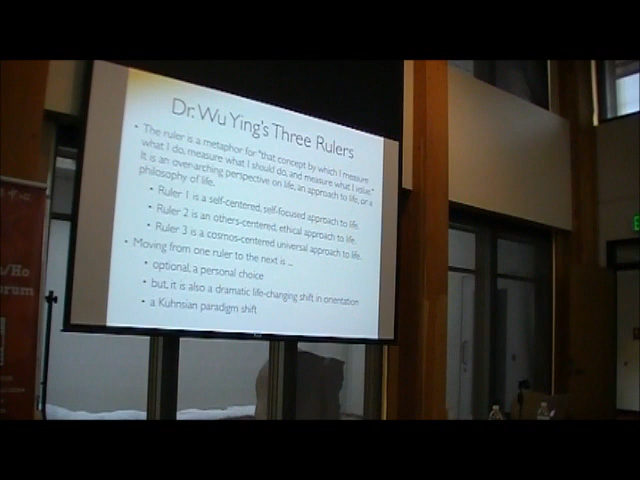 Dr. Wu Ying's Three Rulers
• The ruler is a metaphor for "that concept by which I measure
what I do, measure what I should do, and measure what I value."
It is an over-arching perspective on life, an approach to life, or a
philosophy of life.
• Ruler 1 is a self-centered, self-focused approach to life.
• Ruler 2 is an others-centered, ethical approach to life.
• Ruler 3 is a cosmos-centered universal approach to life.
• Moving from one ruler to the next is ...
• optional, a personal choice
• but, it is also a dramatic life-changing shift in orientation
• a Kuhnsian paradigm shift
/Ho
orum
E